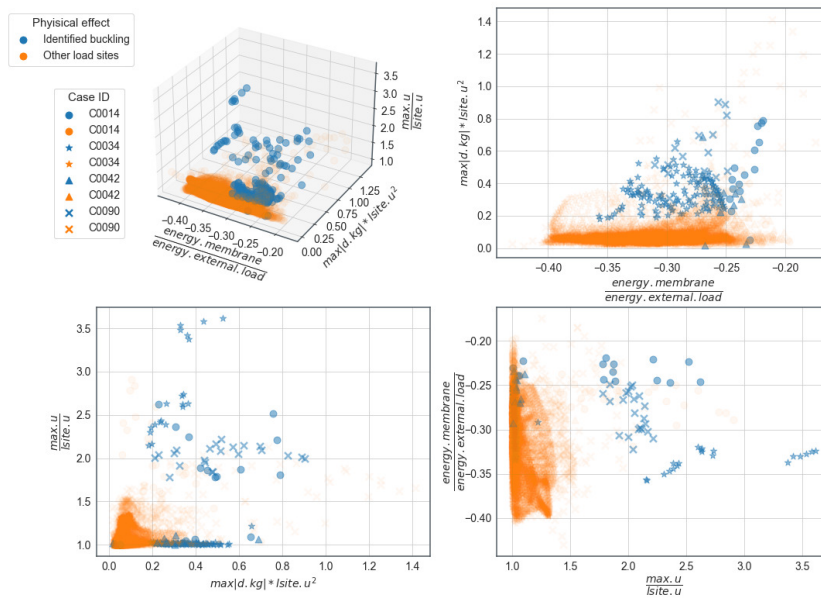 Phyisical effect
Identified buckling
Other load sites
Case ID
C0014
C0014
C0034
C0034
C0042
C0042
C0090
C0090
3.5
3.0
2.5
2.0
1.5
1.0
max.u
lsite.u
1.25
1.00
0.75
0.50
0.25
0.00
max|d.kg|*lsite.u²
−0.40
−0.35
−0.30
−0.25
−0.20
energy.membrane
energy.external.load
1.4
1.2
1.0
0.8
0.6
0.4
0.2
0.0
max|d.kg|*lsite.u²
−0.40 −0.35 −0.30 −0.25 −0.20
energy.membrane
energy.external.load
3.5
3.0
2.5
2.0
1.5
1.0
max.u
lsite.u
0.0 0.2 0.4 0.6 0.8 1.0 1.2 1.4
max|d.kg|*lsite.u²
−0.20
−0.25
−0.30
−0.35
−0.40
energy.membrane
energy.external.load
1.0 1.5 2.0 2.5 3.0 3.5
max.u
lsite.u